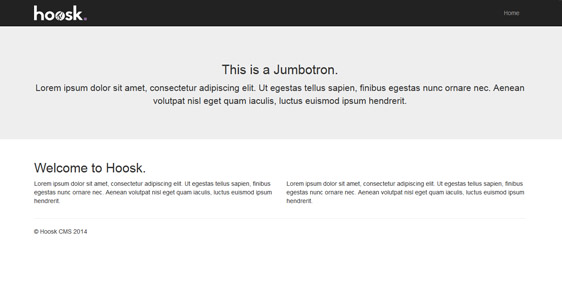 hoosk
Home
This is a Jumbotron.
Lorem ipsum dolor sit amet, consectetur adipiscing elit. Ut egestas tellus sapien, finibus egestas nunc ornare nec. Aenean
volutpat nisl eget quam iaculis, luctus euismod ipsum hendrerit.
Welcome to Hoosk.
Lorem ipsum dolor sit amet, consectetur adipiscing elit. Ut egestas tellus sapien, finibus
egestas nunc ornare nec. Aenean volutpat nisl eget quam iaculis, luctus euismod ipsum
hendrerit.
Lorem ipsum dolor sit amet, consectetur adipiscing elit. Ut egestas tellus sapien, finibus
egestas nunc ornare nec. Aenean volutpat nisl eget quam iaculis, luctus euismod ipsum
hendrerit.
© Hoosk CMS 2014